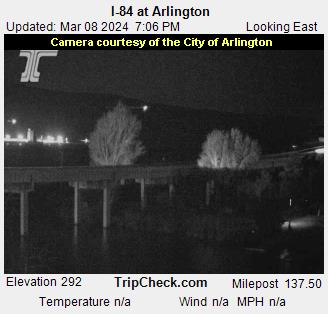 I-84 at Arlington
Updated: Mar 08 2024 7:06 PM Looking East
Camera courtesy of the City of Arlington
Elevation 292 TripCheck.com Milepost 137.50
Temperature n/a Wind n/a MPH n/a